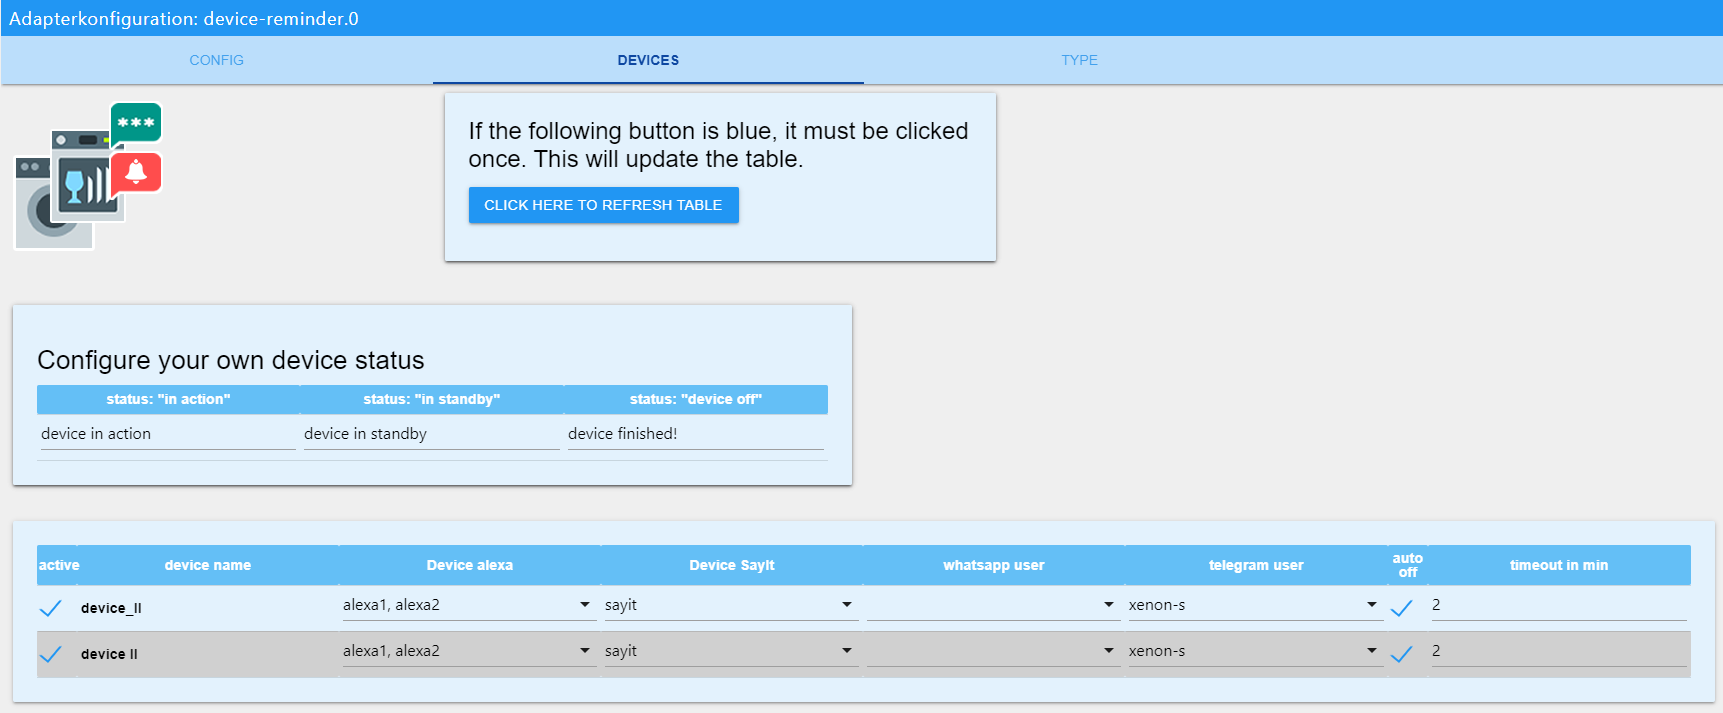 Adapterkonfiguration: device-reminder.0
CONFIG DEVICES TYPE
***
If the following button is blue, it must be clicked
once. This will update the table.
CLICK HERE TO REFRESH TABLE
Configure your own device status
status: "in action" status: "in standby" status: "device off"
device in action device in standby device finished!
active device name Device alexa Device SayIt whatsapp user telegram user auto off timeout in min
device_II alexa1, alexa2 sayit xenon-s 2
device II alexa1, alexa2 sayit xenon-s 2